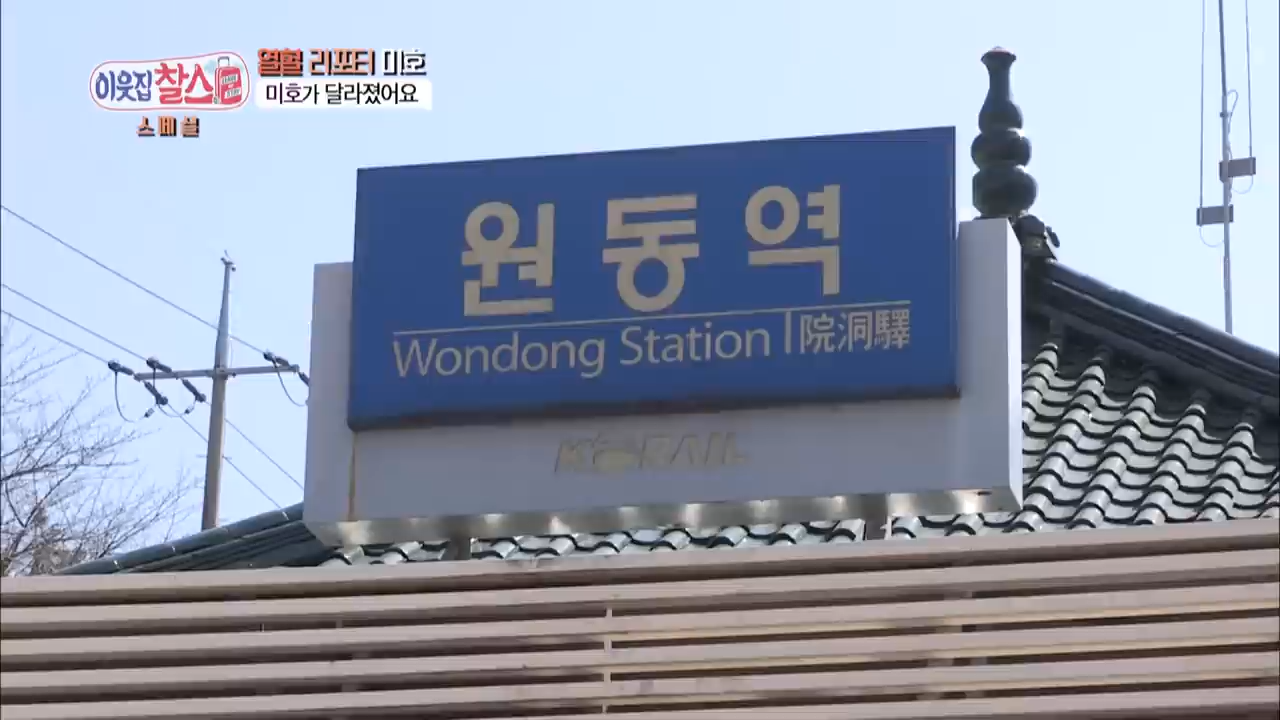 이웃집 찰스
스페셜
열혈 리포터 미호
미호가 달라졌어요
원동역
Wondong Station 院洞驛
KORAIL